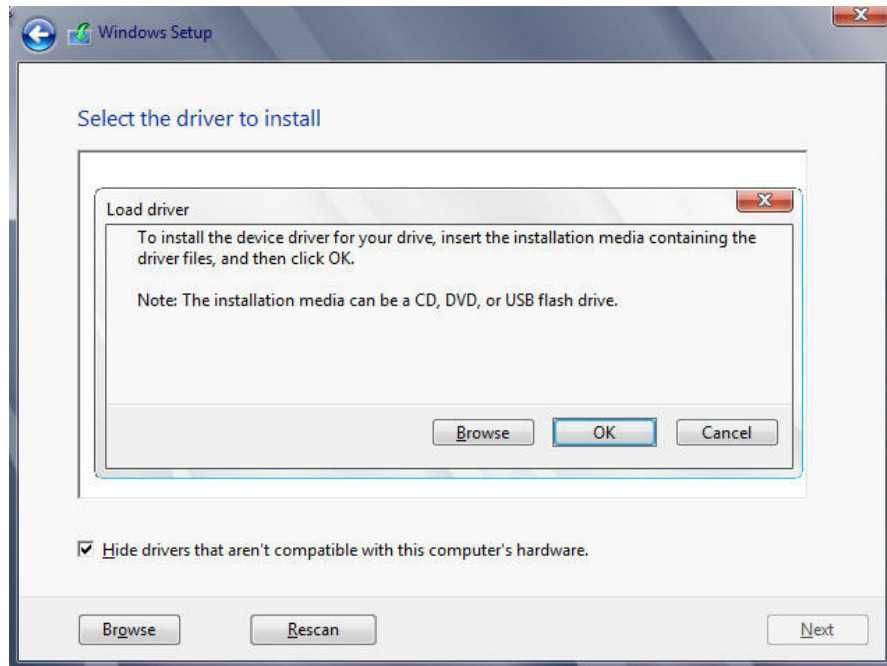 Windows Setup
Select the driver to install
Load driver
To install the device driver for your drive, insert the installation media containing the
driver files, and then click OK.
Note: The installation media can be a CD, DVD, or USB flash drive.
Browse OK Cancel
Hide drivers that aren't compatible with this computer's hardware.
Browse Rescan Next